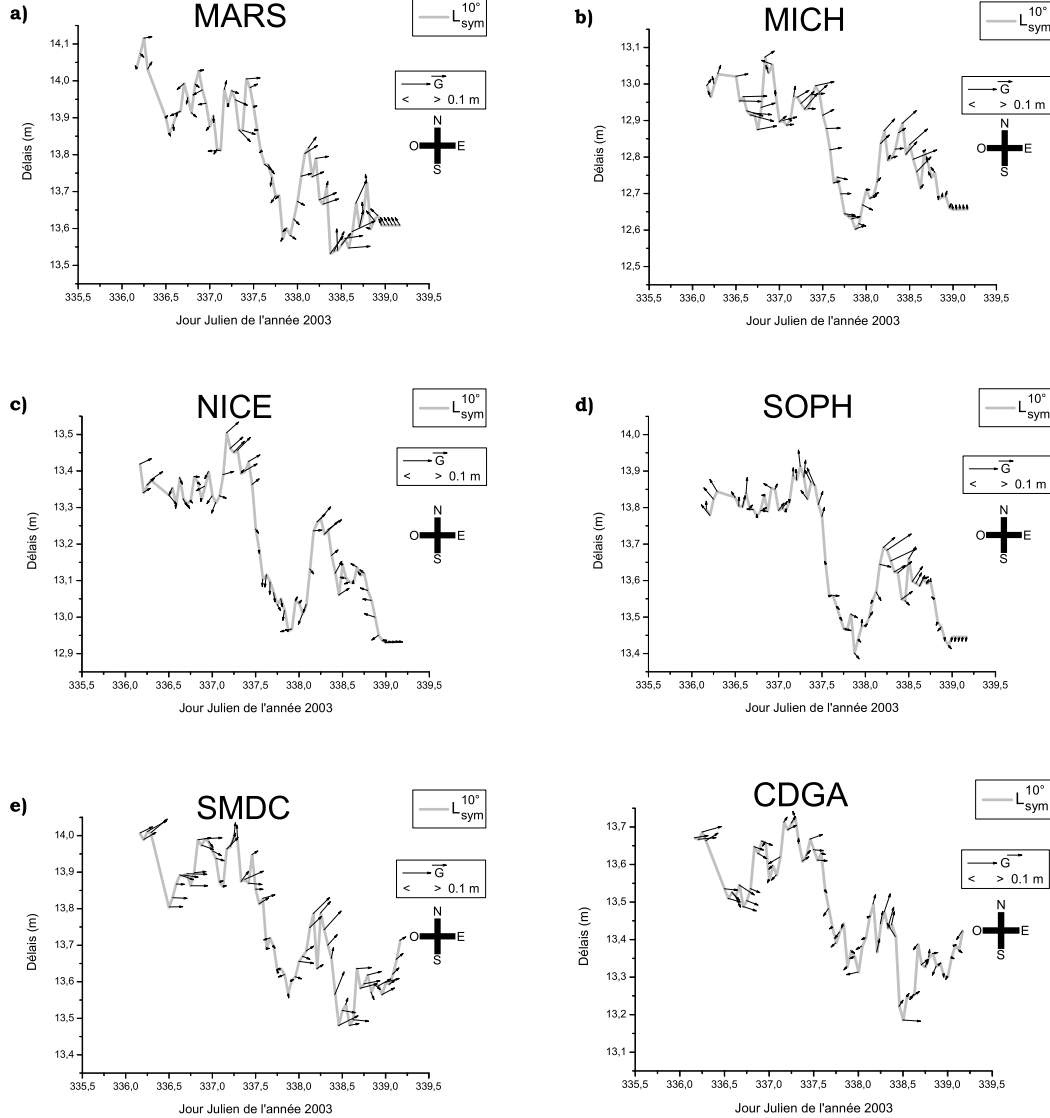 a)
MARS
10°
L sym
G
< > 0.1 m
N
O E
S
14,1
14,0
13,9
13,8
13,7
13,6
13,5
Délais (m)
335,5 336,0 336,5 337,0 337,5 338,0 338,5 339,0 339,5
Jour Julien de l'année 2003
b)
MICH
10°
L sym
G
< > 0.1 m
N
O E
S
13,1
13,0
12,9
12,8
12,7
12,6
12,5
Délais (m)
335,5 336,0 336,5 337,0 337,5 338,0 338,5 339,0 339,5
Jour Julien de l'année 2003
c)
NICE
10°
L sym
G
< > 0.1 m
N
O E
S
13,5
13,4
13,3
13,2
13,1
13,0
12,9
Délais (m)
335,5 336,0 336,5 337,0 337,5 338,0 338,5 339,0 339,5
Jour Julien de l'année 2003
d)
SOPH
10°
L sym
G
< > 0.1 m
N
O E
S
14,0
13,9
13,8
13,7
13,6
13,5
13,4
Délais (m)
335,5 336,0 336,5 337,0 337,5 338,0 338,5 339,0 339,5
Jour Julien de l'année 2003
e)
SMDC
10°
L sym
G
< > 0.1 m
N
O E
S
14,0
13,9
13,8
13,7
13,6
13,5
13,4
Délais (m)
335,5 336,0 336,5 337,0 337,5 338,0 338,5 339,0 339,5
Jour Julien de l'année 2003
CDGA
10°
L sym
G
< > 0.1 m
N
O E
S
13,7
13,6
13,5
13,4
13,3
13,2
13,1
Délais (m)
335,5 336,0 336,5 337,0 337,5 338,0 338,5 339,0 339,5
Jour Julien de l'année 2003